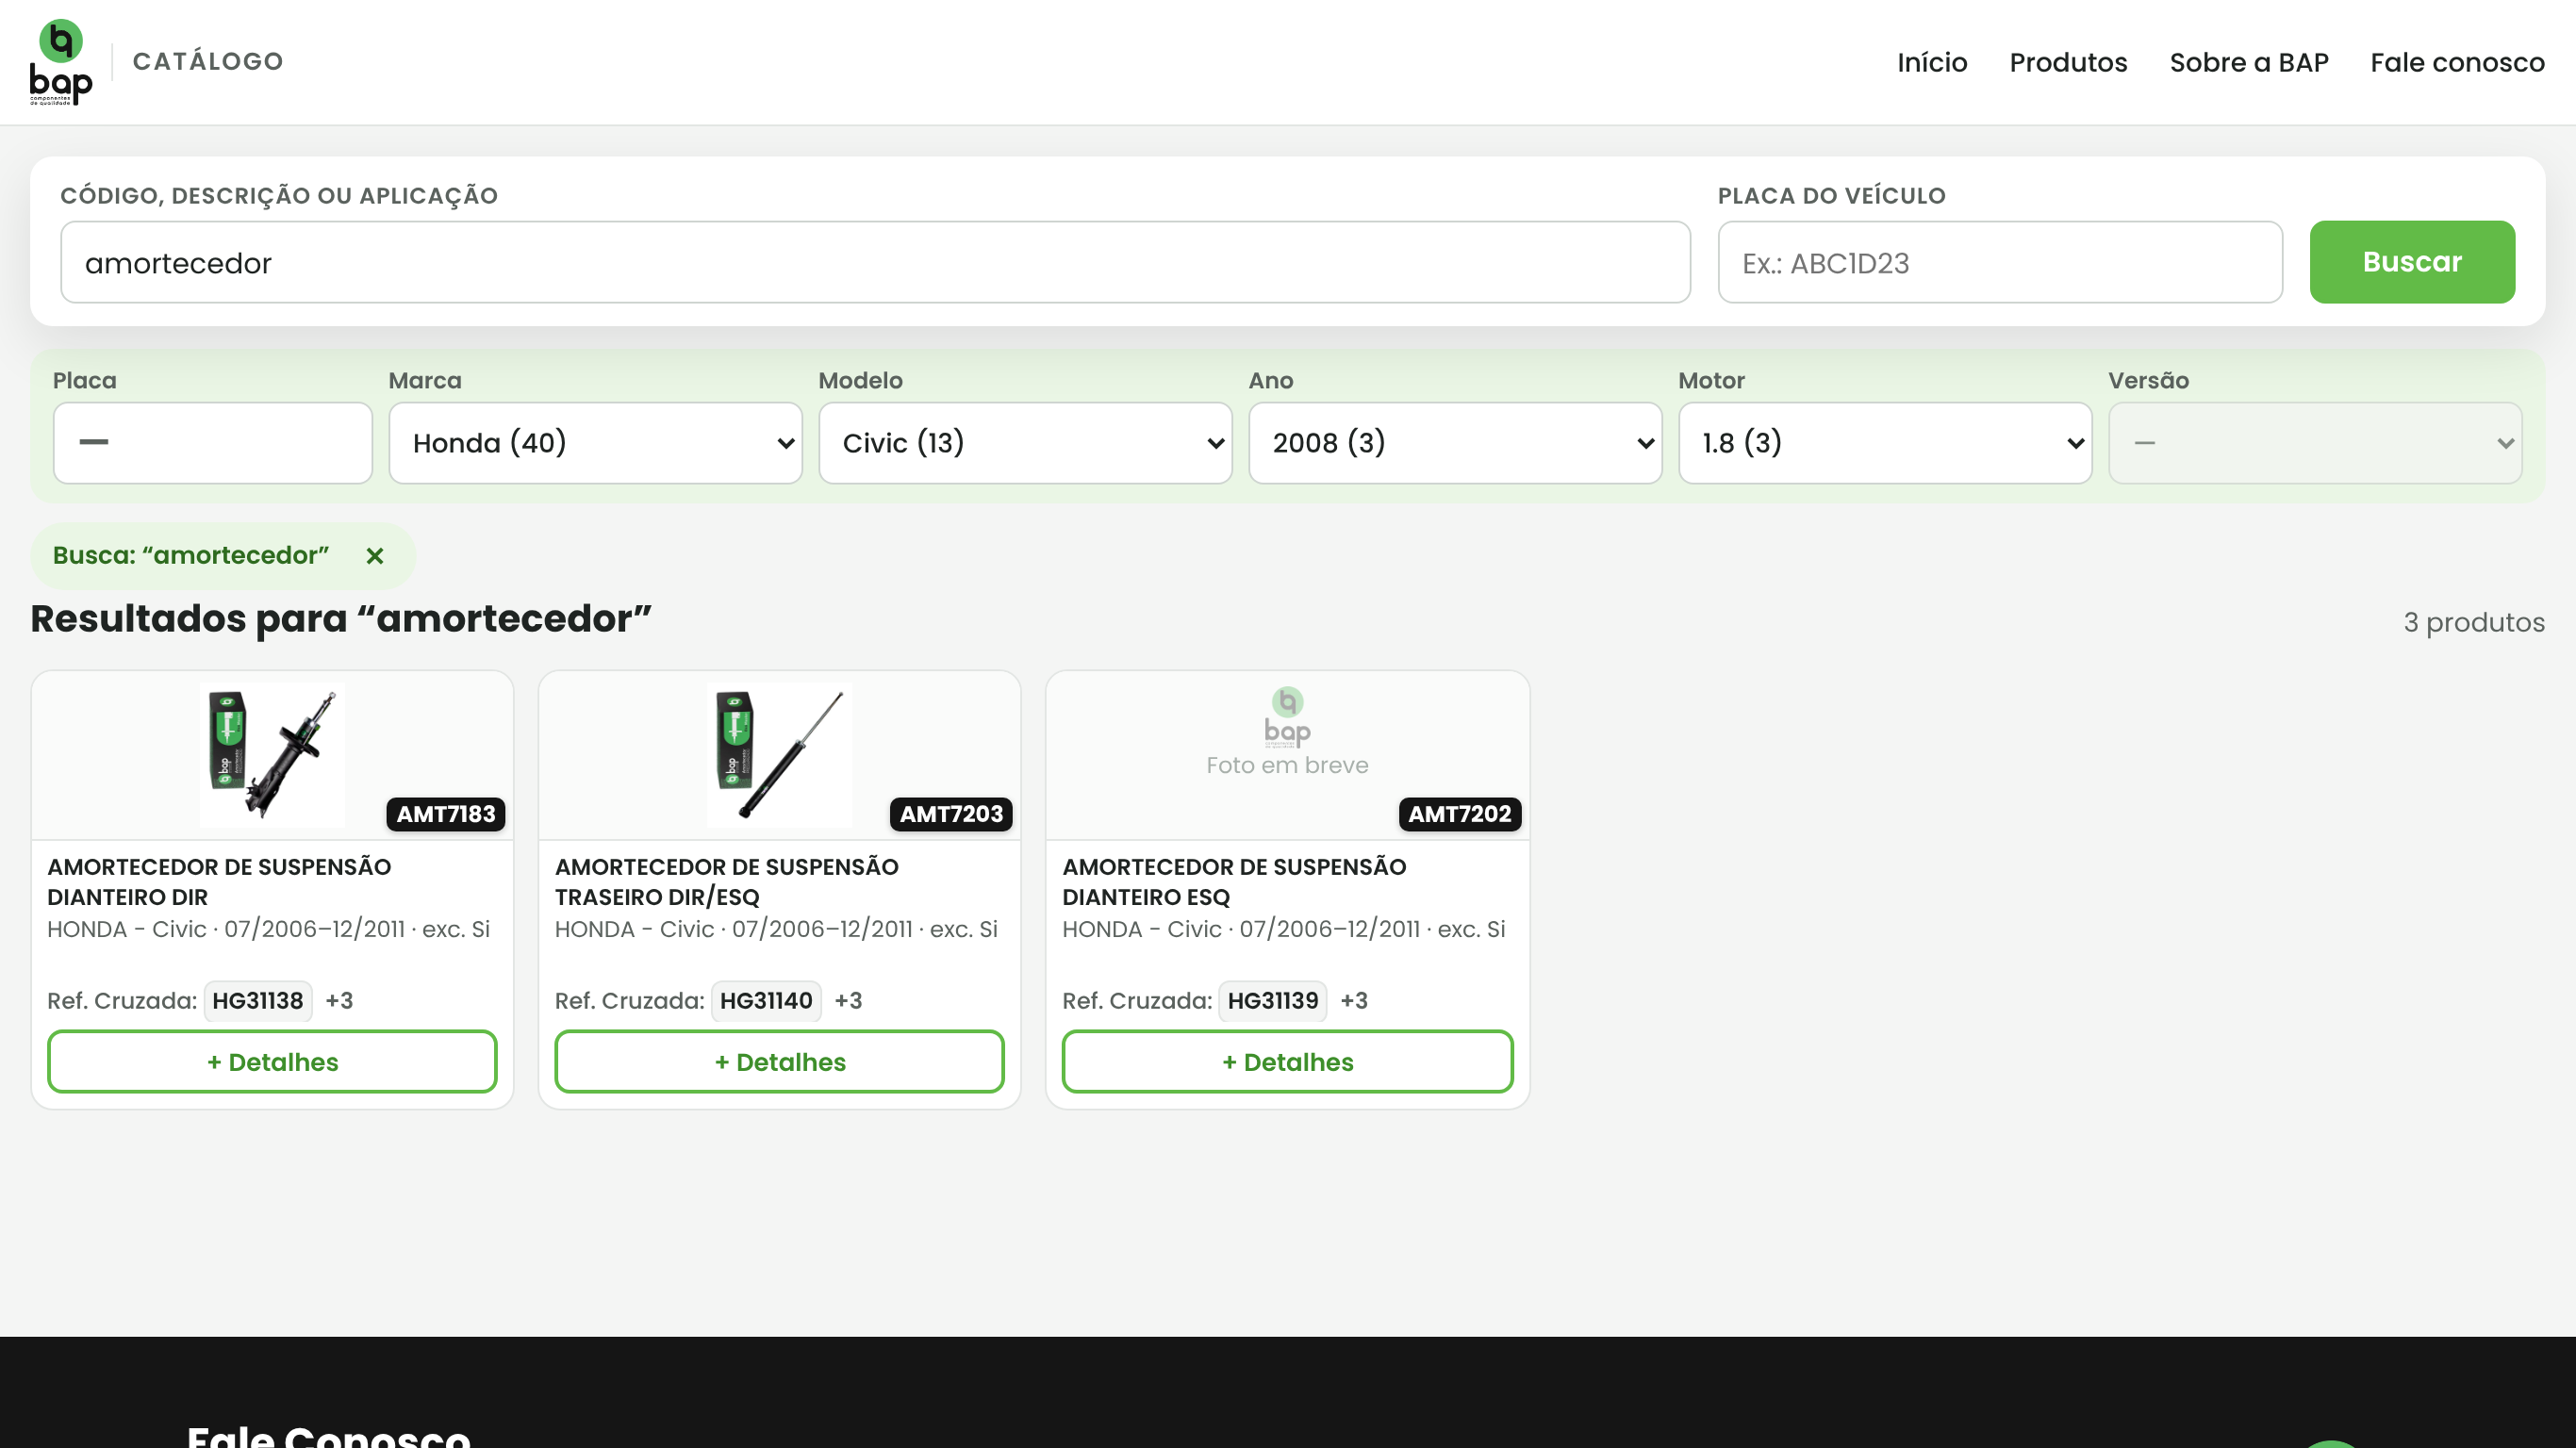 bap
componentes
de qualidade
CATÁLOGO
Início
Produtos
Sobre a BAP
Fale conosco
CÓDIGO, DESCRIÇÃO OU APLICAÇÃO
PLACA DO VEÍCULO
amortecedor
Ex.: ABC1D23
Buscar
Placa
Marca
Modelo
Ano
Motor
Versão
—
Honda (40)
Civic (13)
2008 (3)
1.8 (3)
—
Busca: “amortecedor” ✕
Resultados para “amortecedor”
3 produtos
bap
AMT7183
AMORTECEDOR DE SUSPENSÃO
DIANTEIRO DIR
HONDA - Civic · 07/2006–12/2011 · exc. Si
Ref. Cruzada: HG31138 +3
+ Detalhes
bap
AMT7203
AMORTECEDOR DE SUSPENSÃO
TRASEIRO DIR/ESQ
HONDA - Civic · 07/2006–12/2011 · exc. Si
Ref. Cruzada: HG31140 +3
+ Detalhes
bap
Foto em breve
AMT7202
AMORTECEDOR DE SUSPENSÃO
DIANTEIRO ESQ
HONDA - Civic · 07/2006–12/2011 · exc. Si
Ref. Cruzada: HG31139 +3
+ Detalhes
Fale Conosco